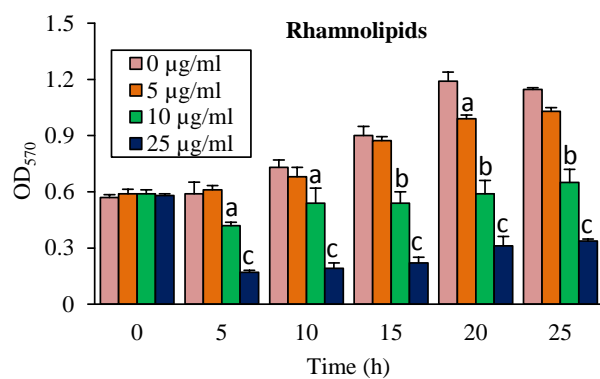 Rhamnolipids
0 µg/ml
5 µg/ml
10 µg/ml
25 µg/ml
OD570
1.5
1.2
0.9
0.6
0.3
0
a
c
a
c
b
c
a
b
c
b
c
0 5 10 15 20 25
Time (h)